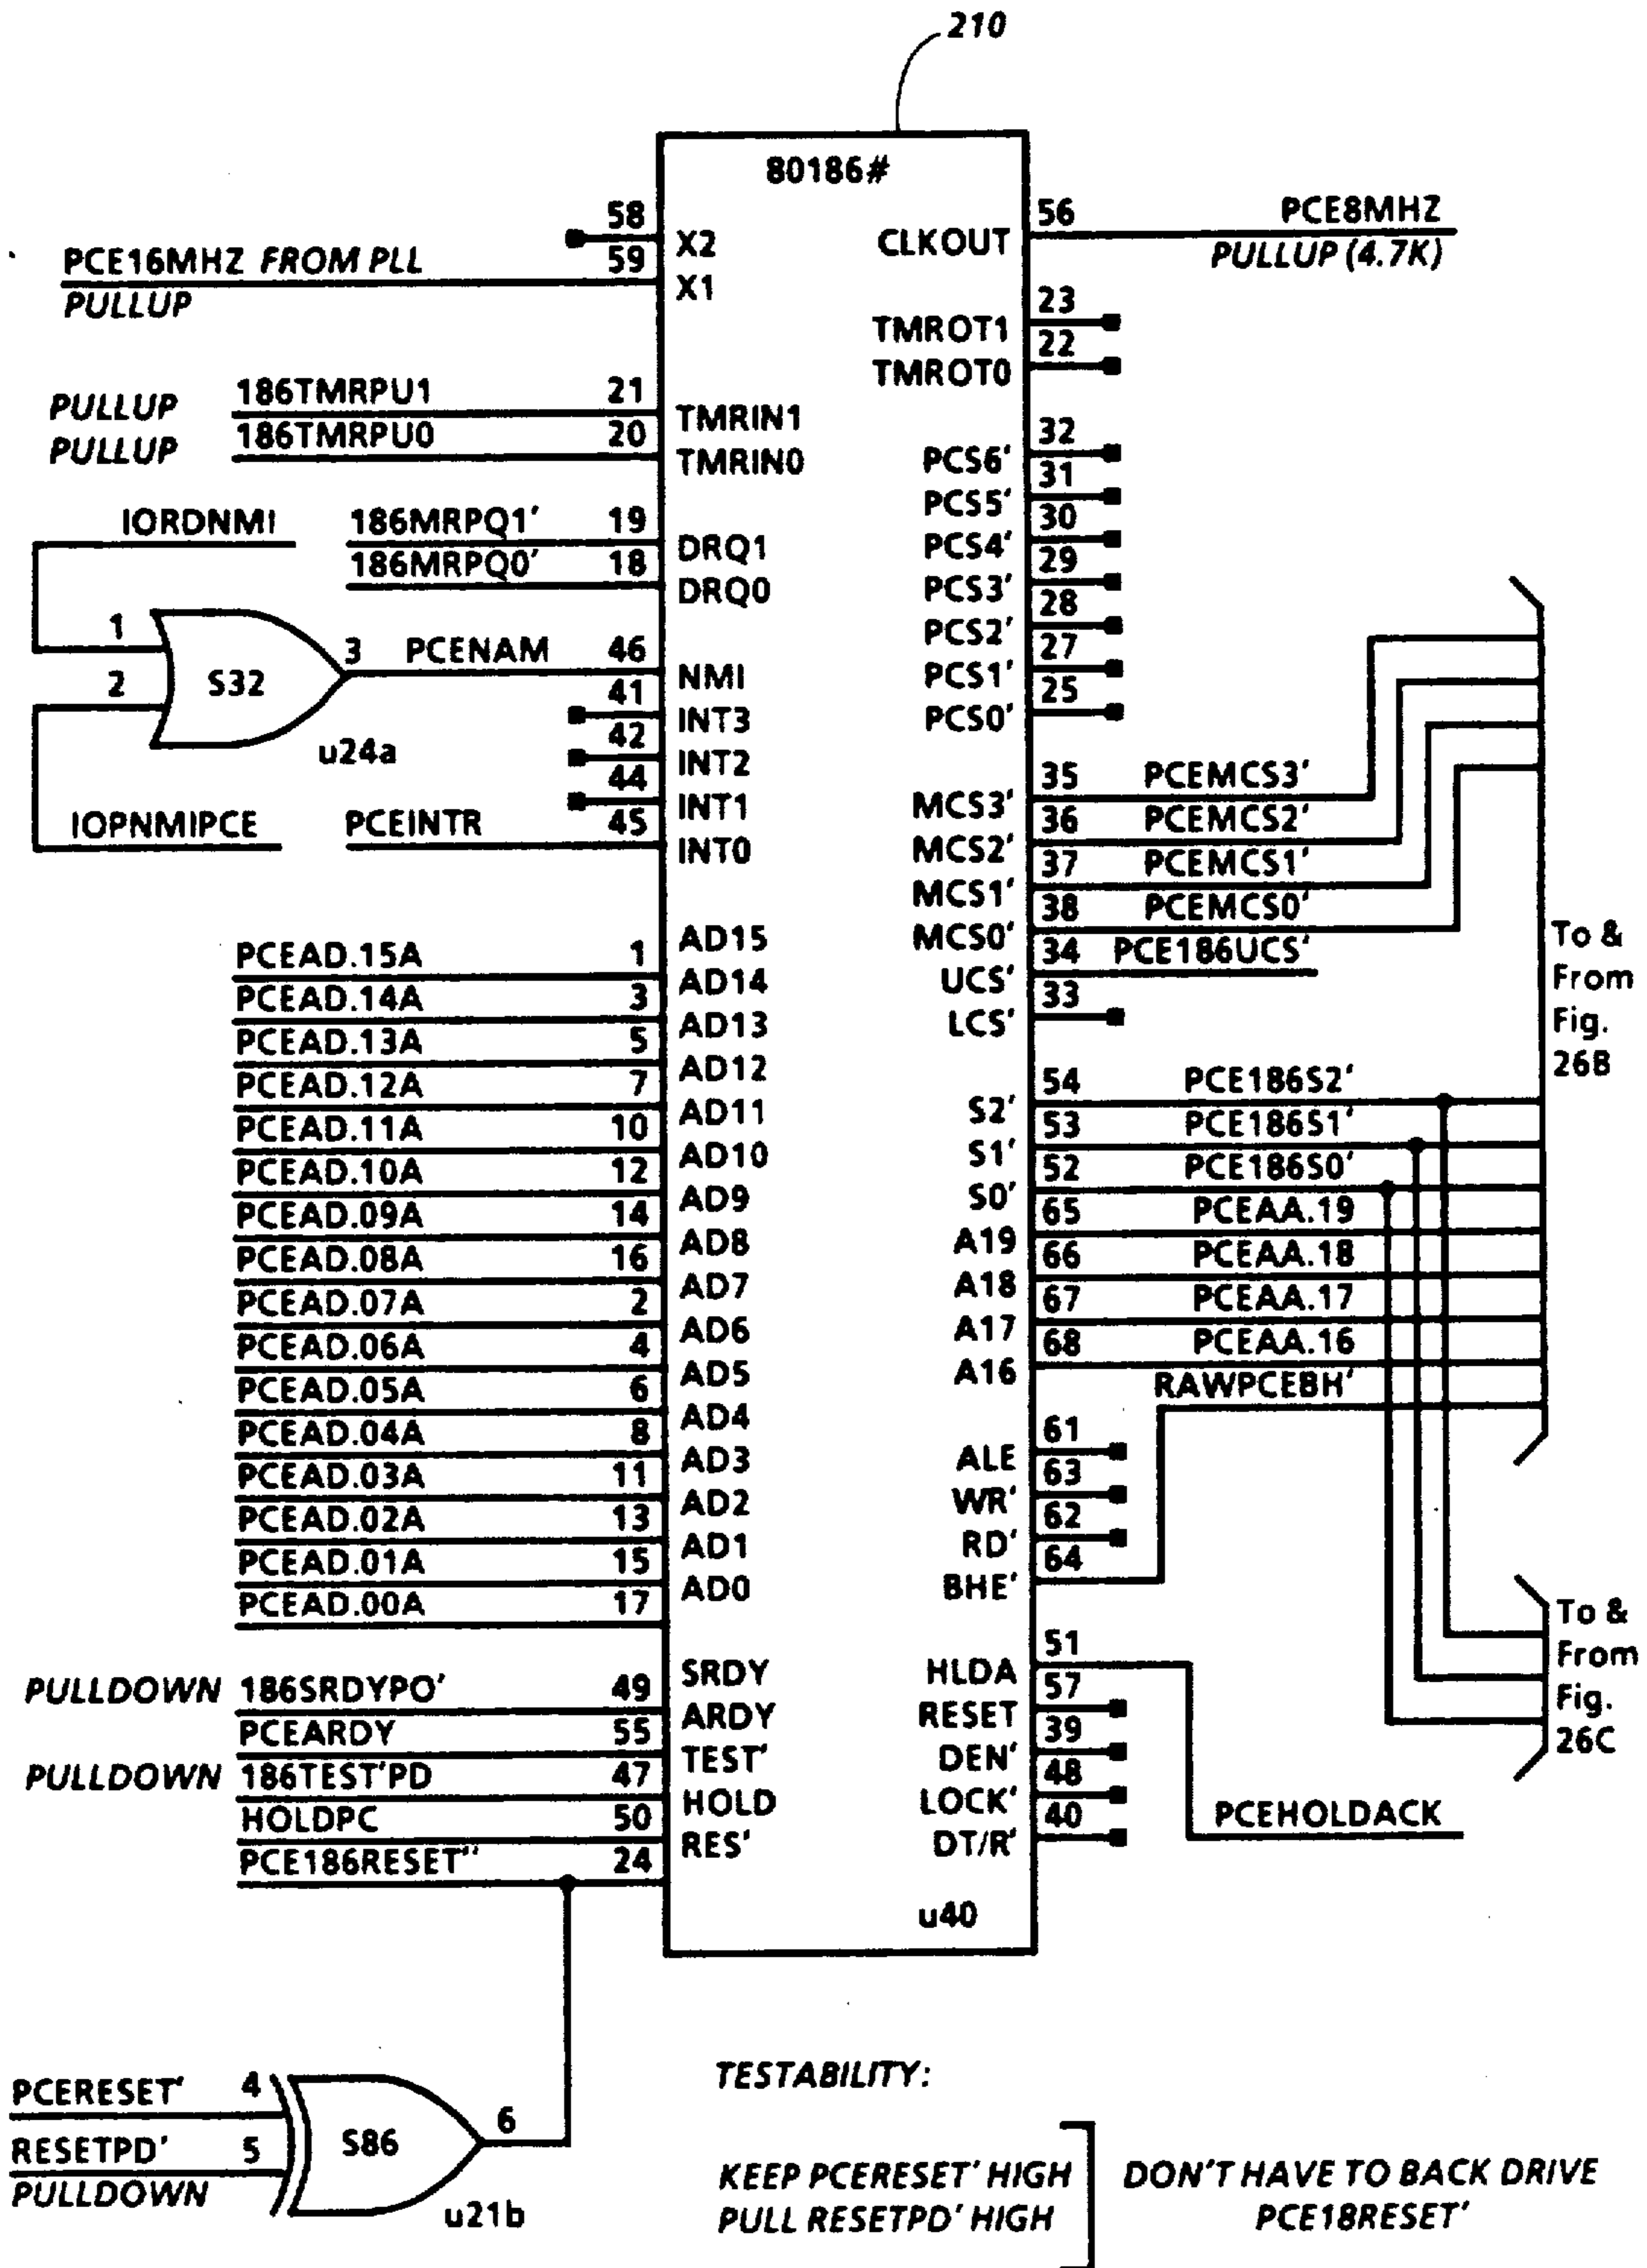 210
80186#
58
X2
PCE16MHZ FROM PLL
59
X1
PULLUP
56
CLKOUT
PCE8MHZ
PULLUP (4.7K)
23
TMROT1
22
TMROT0
PULLUP 186TMRPU1 21 TMRIN1
PULLUP 186TMRPU0 20 TMRIN0
32
PCS6'
31
PCS5'
30
PCS4'
29
PCS3'
28
PCS2'
27
PCS1'
25
PCS0'
IORDNMI
186MRPQ1' 19 DRQ1
186MRPQ0' 18 DRQ0
1
2
S32
3
u24a
PCENAM 46 NMI
41 INT3
42 INT2
44 INT1
IOPNMIPCE
PCEINTR 45 INT0
MCS3' 35 PCEMCS3'
MCS2' 36 PCEMCS2'
MCS1' 37 PCEMCS1'
MCS0' 38 PCEMCS0'
UCS' 34 PCE186UCS'
LCS' 33
To &
From
Fig.
26B
AD15
PCEAD.15A 1
AD14
PCEAD.14A 3
AD13
PCEAD.13A 5
AD12
PCEAD.12A 7
AD11
PCEAD.11A 10
AD10
PCEAD.10A 12
AD9
PCEAD.09A 14
AD8
PCEAD.08A 16
AD7
PCEAD.07A 2
AD6
PCEAD.06A 4
AD5
PCEAD.05A 6
AD4
PCEAD.04A 8
AD3
PCEAD.03A 11
AD2
PCEAD.02A 13
AD1
PCEAD.01A 15
AD0
PCEAD.00A 17
S2' 54 PCE186S2'
S1' 53 PCE186S1'
S0' 52 PCE186S0'
A19 65 PCEAA.19
A18 66 PCEAA.18
A17 67 PCEAA.17
A16 68 PCEAA.16
RAWPCEBH'
ALE 61
WR' 63
RD' 62
BHE' 64
SRDY
PULLDOWN 186SRDYPO' 49
ARDY
PCEARDY 55
TEST'
PULLDOWN 186TEST'PD 47
HOLD
HOLDPC 50
RES'
PCE186RESET'' 24
HLDA 51
RESET 57
DEN' 39
LOCK' 48
DT/R' 40
PCEHOLDACK
To &
From
Fig.
26C
u40
PCERESET' 4
RESETPD' 5
PULLDOWN
S86
6
u21b
TESTABILITY:
KEEP PCERESET' HIGH
PULL RESETPD' HIGH
DON'T HAVE TO BACK DRIVE
PCE18RESET'